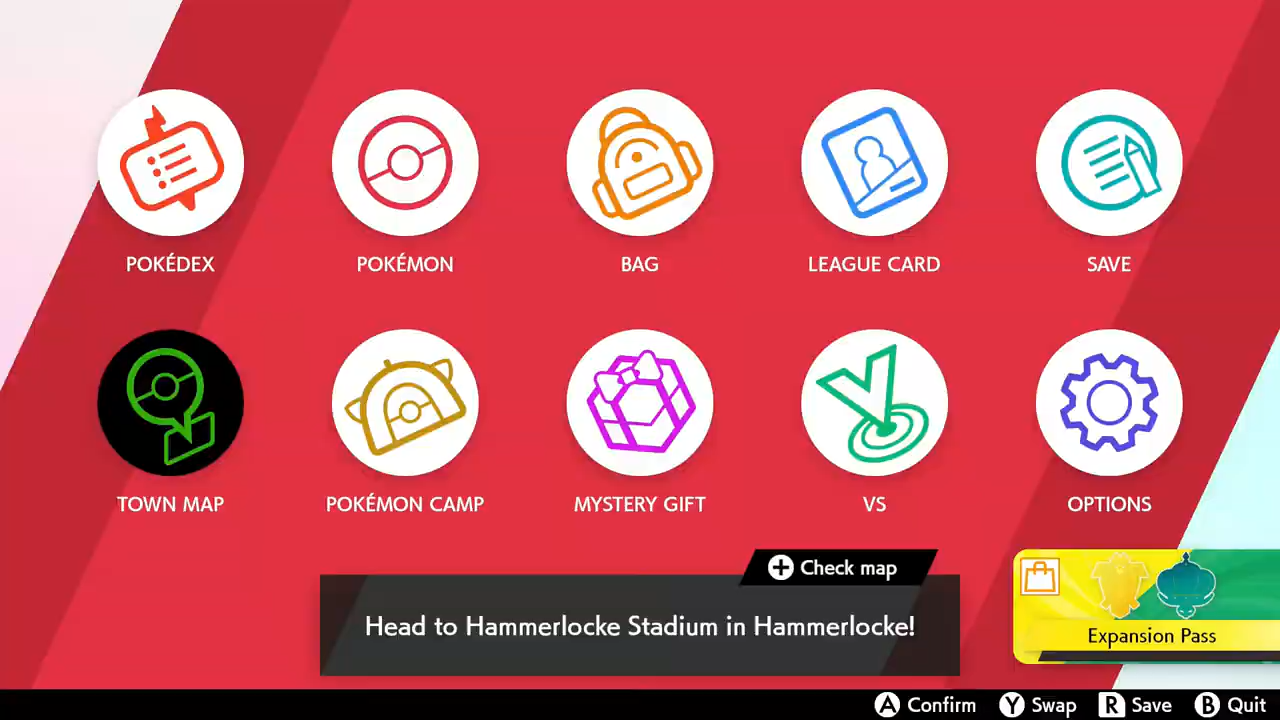 POKÉDEX
POKÉMON
BAG
LEAGUE CARD
SAVE
TOWN MAP
POKÉMON CAMP
MYSTERY GIFT
VS
OPTIONS
Check map
Head to Hammerlocke Stadium in Hammerlocke!
Expansion Pass
A Confirm Y Swap R Save B Quit